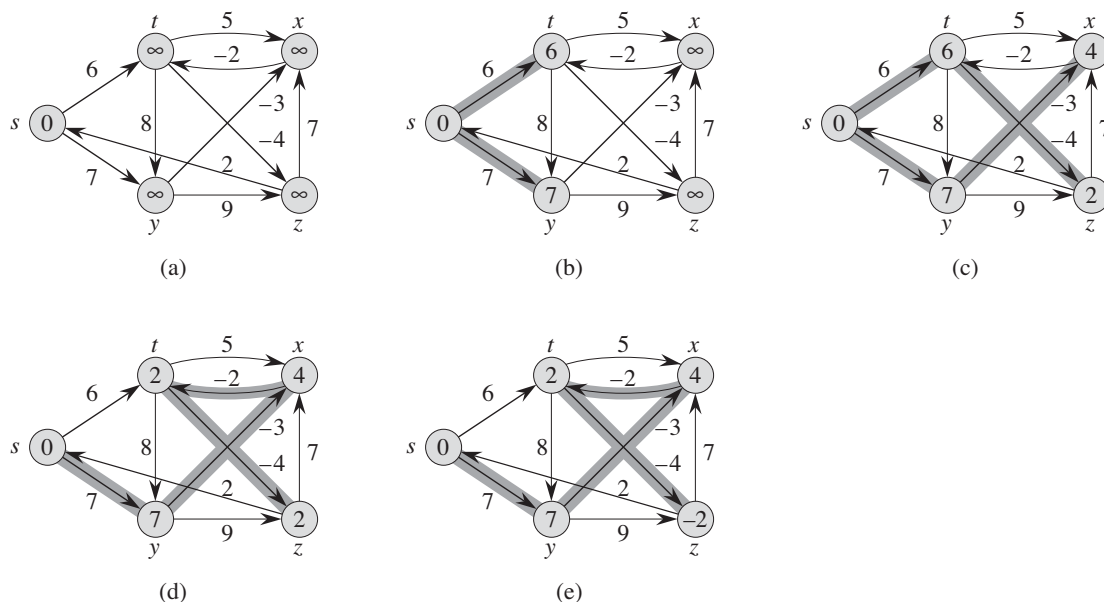 t 5 x
∞ –2 ∞
6
–3
s 0 8 7
–4
7 2
∞ 9 ∞
y z
(a)
t 5 x
6 –2 ∞
6
–3
s 0 8 7
–4
7 2
7 9 ∞
y z
(b)
t 5 x
6 –2 4
6
–3
s 0 8 7
–4
7 2
7 9 2
y z
(c)
t 5 x
2 –2 4
6
–3
s 0 8 7
–4
7 2
7 9 2
y z
(d)
t 5 x
2 –2 4
6
–3
s 0 8 7
–4
7 2
7 9 –2
y z
(e)